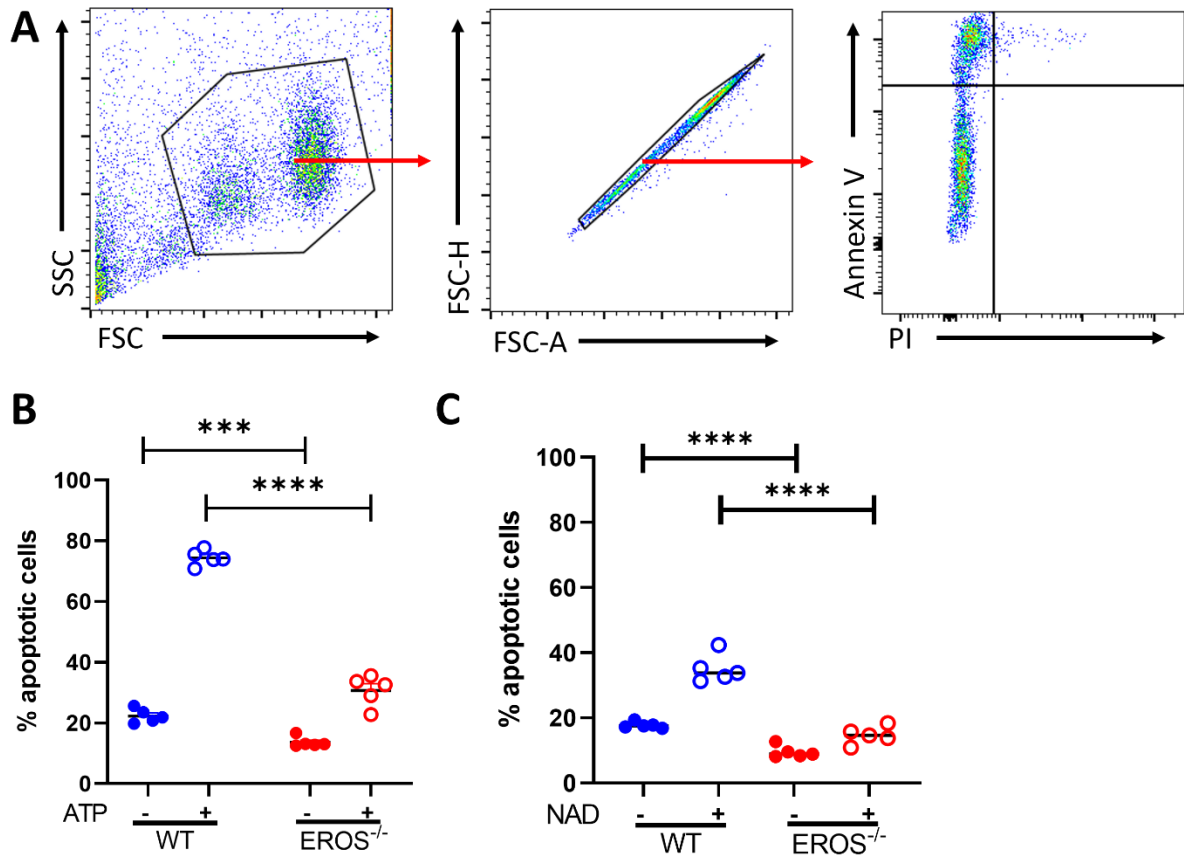 A
SSC
FSC
FSC-H
FSC-A
Annexin V
PI
B
***
****
% apoptotic cells
100
80
60
40
20
0
ATP - + - +
WT EROS-/-
C
****
****
% apoptotic cells
100
80
60
40
20
0
NAD - + - +
WT EROS-/-